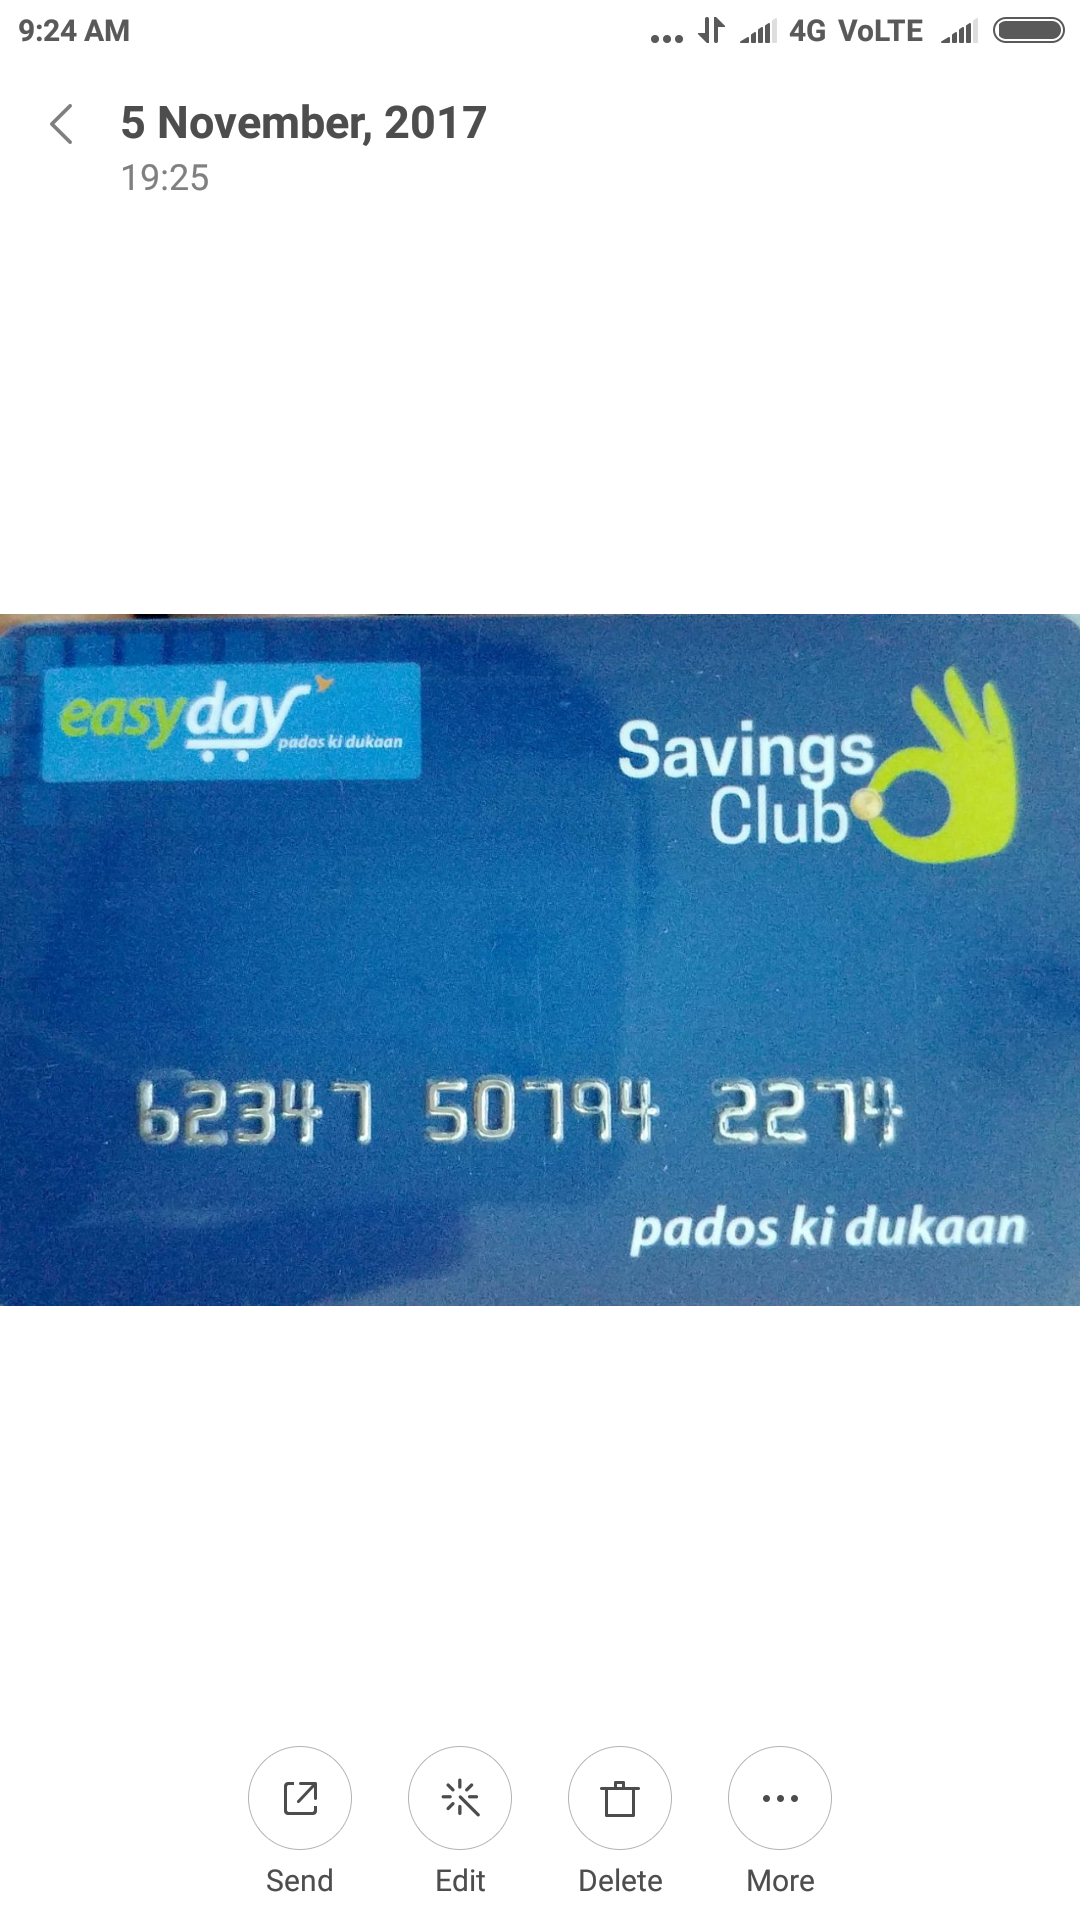 9:24 AM ... 4G VoLTE
5 November, 2017
19:25
easyday
pados ki dukaan
Savings
Club
62347 50794 2274
pados ki dukaan
Send Edit Delete More